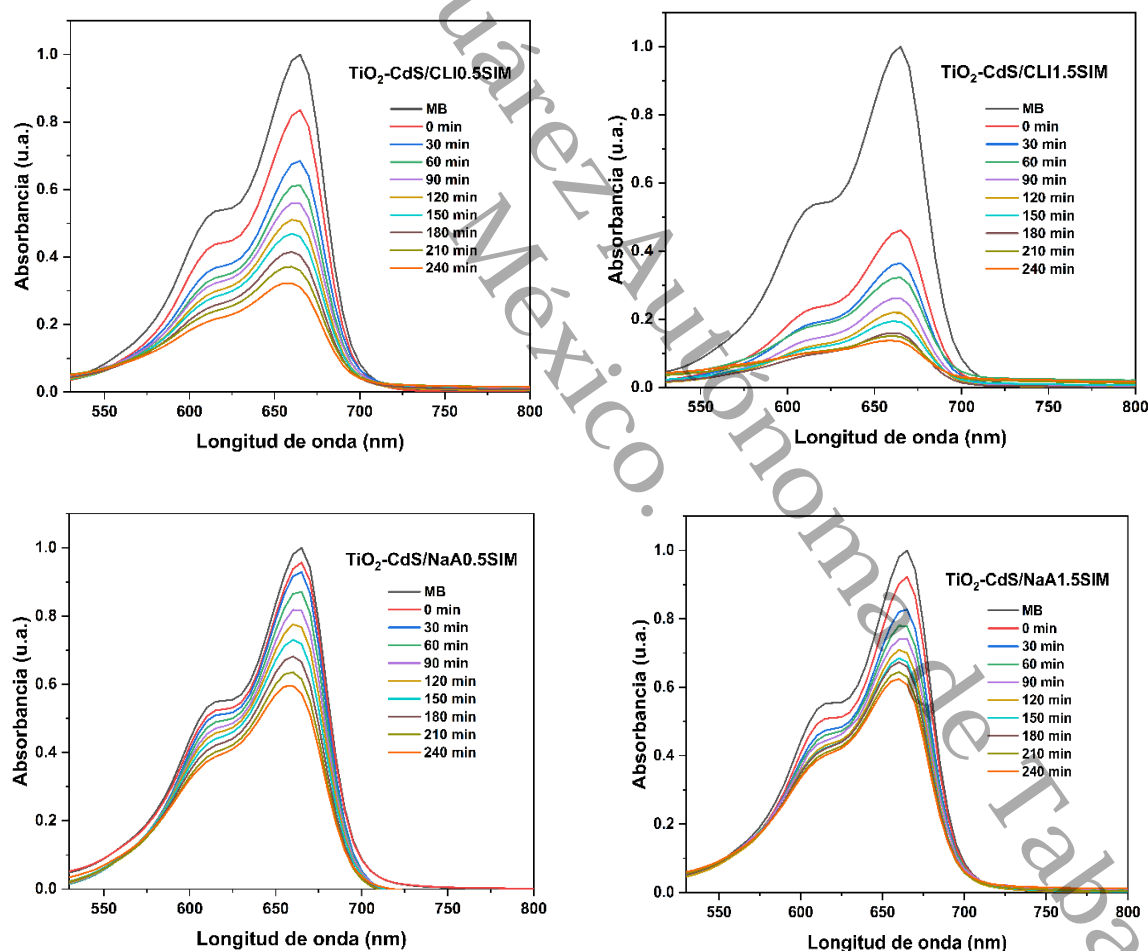 TiO₂-CdS/CLI0.5SIM
MB
0 min
30 min
60 min
90 min
120 min
150 min
180 min
210 min
240 min
Absorbancia (u.a.)
1.0
0.8
0.6
0.4
0.2
0.0
550 600 650 700 750 800
Longitud de onda (nm)
TiO₂-CdS/CLI1.5SIM
MB
0 min
30 min
60 min
90 min
120 min
150 min
180 min
210 min
240 min
Absorbancia (u.a.)
1.0
0.8
0.6
0.4
0.2
0.0
550 600 650 700 750 800
Longitud de onda (nm)
TiO₂-CdS/NaA0.5SIM
MB
0 min
30 min
60 min
90 min
120 min
150 min
180 min
210 min
240 min
Absorbancia (u.a.)
1.0
0.8
0.6
0.4
0.2
0.0
550 600 650 700 750 800
Longitud de onda (nm)
TiO₂-CdS/NaA1.5SIM
MB
0 min
30 min
60 min
90 min
120 min
150 min
180 min
210 min
240 min
Absorbancia (u.a.)
1.0
0.8
0.6
0.4
0.2
0.0
550 600 650 700 750 800
Longitud de onda (nm)
uárez Autónoma de Taba
México.